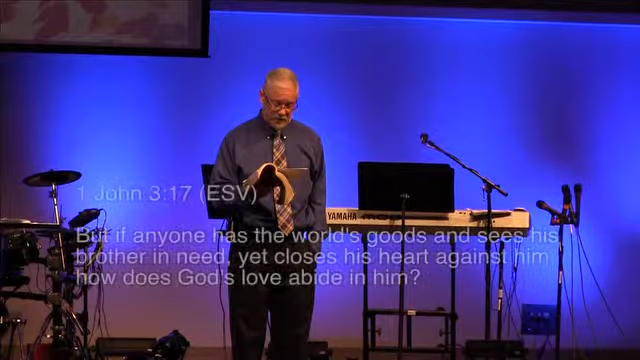 1 John 3:17 (ESV)
YAMAHA
But if anyone has the world's goods and sees his
brother in need, yet closes his heart against him
how does God's love abide in him?